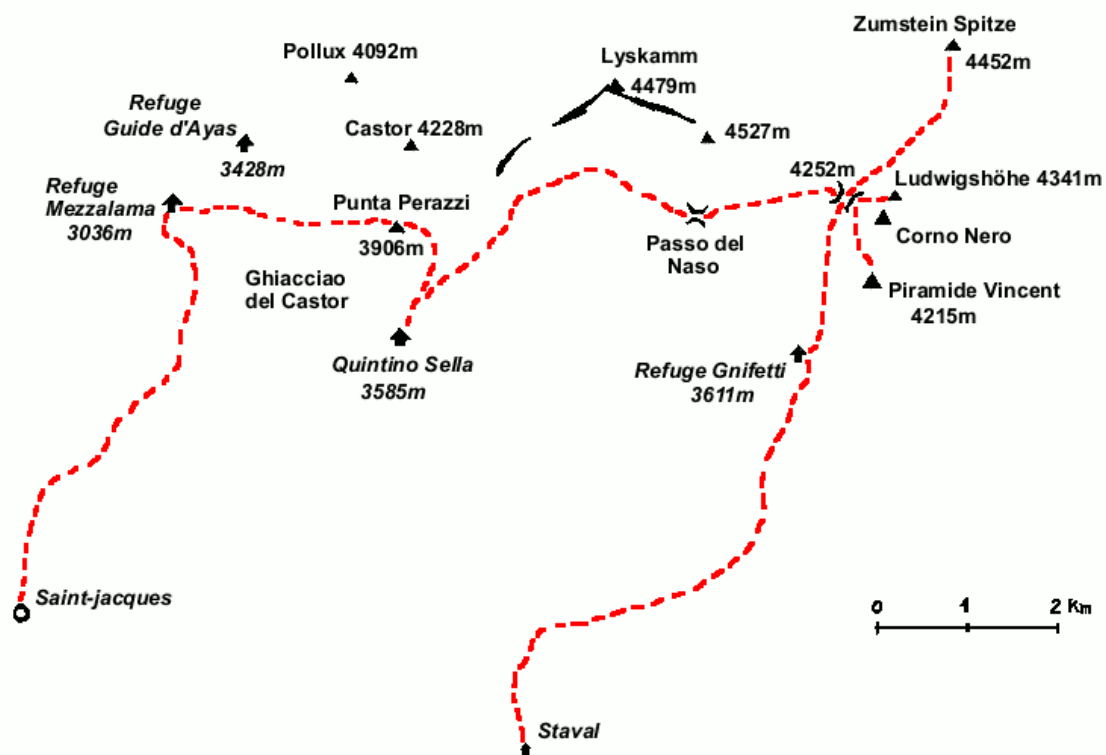 Zumstein Spitze
4452m
Pollux 4092m
Lyskamm
4479m
Refuge
Guide d'Ayas
3428m
Castor 4228m
4527m
4252m
Ludwigshöhe 4341m
Refuge
Mezzalama
3036m
Punta Perazzi
3906m
Corno Nero
Passo del
Naso
Ghiacciao
del Castor
Piramide Vincent
4215m
Quintino Sella
3585m
Refuge Gnifetti
3611m
Saint-jacques
0 1 2 Km
Staval